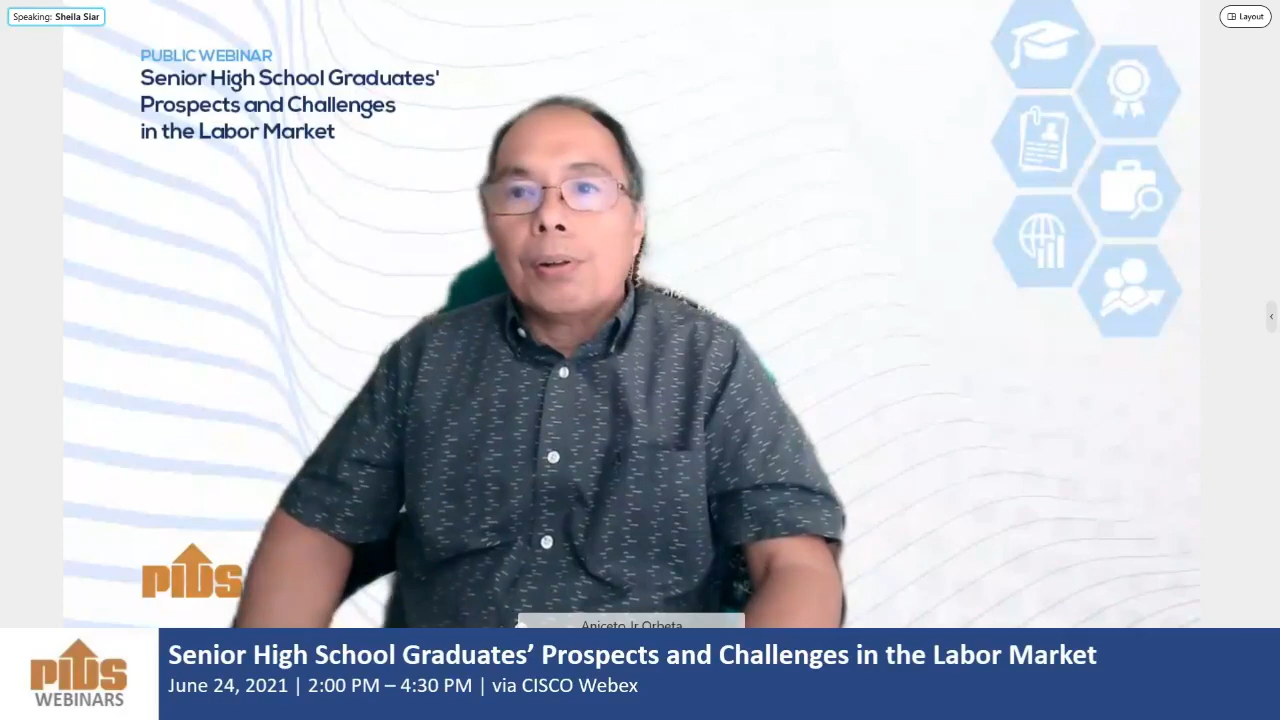 Speaking: Sheila Siar
Layout
PUBLIC WEBINAR
Senior High School Graduates'
Prospects and Challenges
in the Labor Market
PIDS
Aniceto Jr Orbeta
PIDS
WEBINARS
Senior High School Graduates’ Prospects and Challenges in the Labor Market
June 24, 2021 | 2:00 PM – 4:30 PM | via CISCO Webex